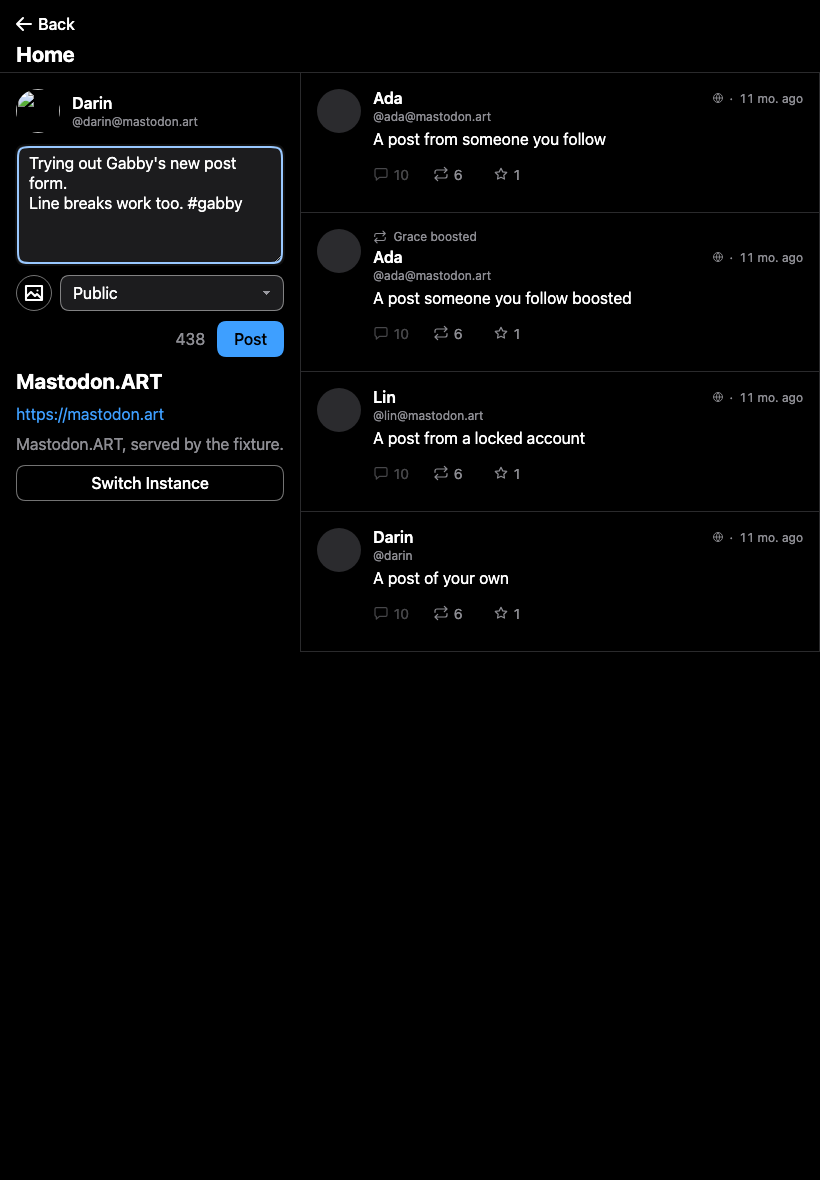 Back
Home
Darin
@darin@mastodon.art
Trying out Gabby's new post
form.
Line breaks work too. #gabby
Public
438
Post
Mastodon.ART
https://mastodon.art
Mastodon.ART, served by the fixture.
Switch Instance
Ada
· 11 mo. ago
@ada@mastodon.art
A post from someone you follow
10 6 1
Grace boosted
Ada
· 11 mo. ago
@ada@mastodon.art
A post someone you follow boosted
10 6 1
Lin
· 11 mo. ago
@lin@mastodon.art
A post from a locked account
10 6 1
Darin
· 11 mo. ago
@darin
A post of your own
10 6 1